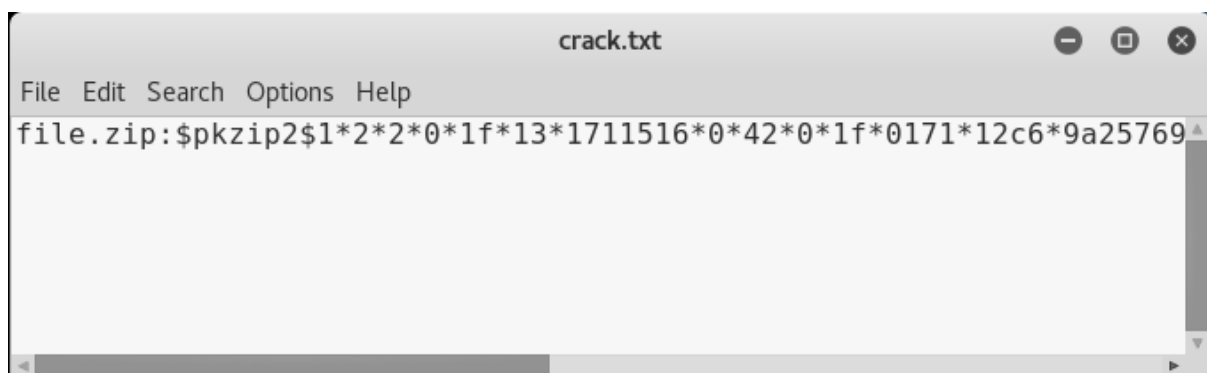 crack.txt
File Edit Search Options Help
file.zip:$pkzip2$1*2*2*0*1f*13*1711516*0*42*0*1f*0171*12c6*9a25769